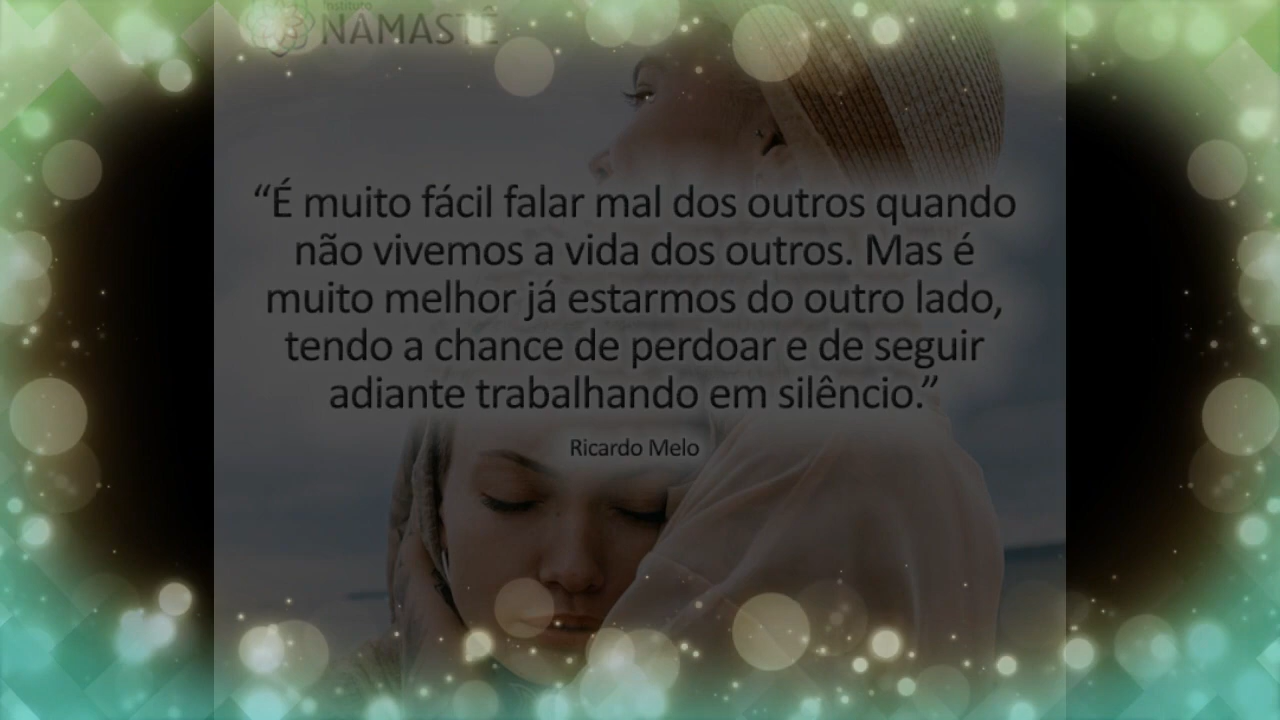 Instituto
NAMASTÊ
“É muito fácil falar mal dos outros quando
não vivemos a vida dos outros. Mas é
muito melhor já estarmos do outro lado,
tendo a chance de perdoar e de seguir
adiante trabalhando em silêncio.”
Ricardo Melo